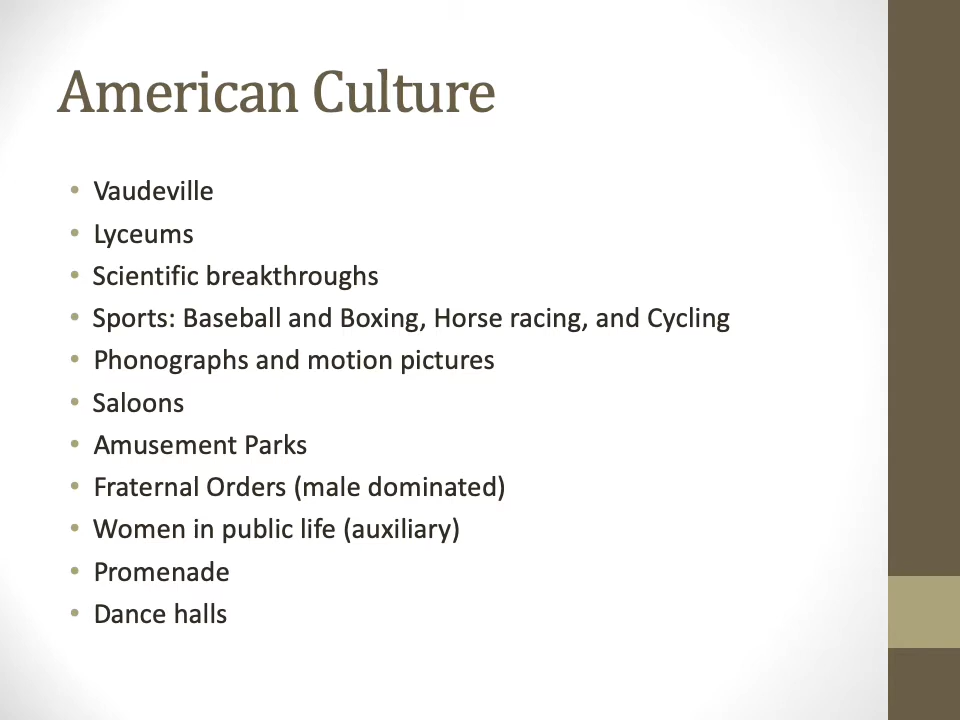 American Culture
• Vaudeville
• Lyceums
• Scientific breakthroughs
• Sports: Baseball and Boxing, Horse racing, and Cycling
• Phonographs and motion pictures
• Saloons
• Amusement Parks
• Fraternal Orders (male dominated)
• Women in public life (auxiliary)
• Promenade
• Dance halls